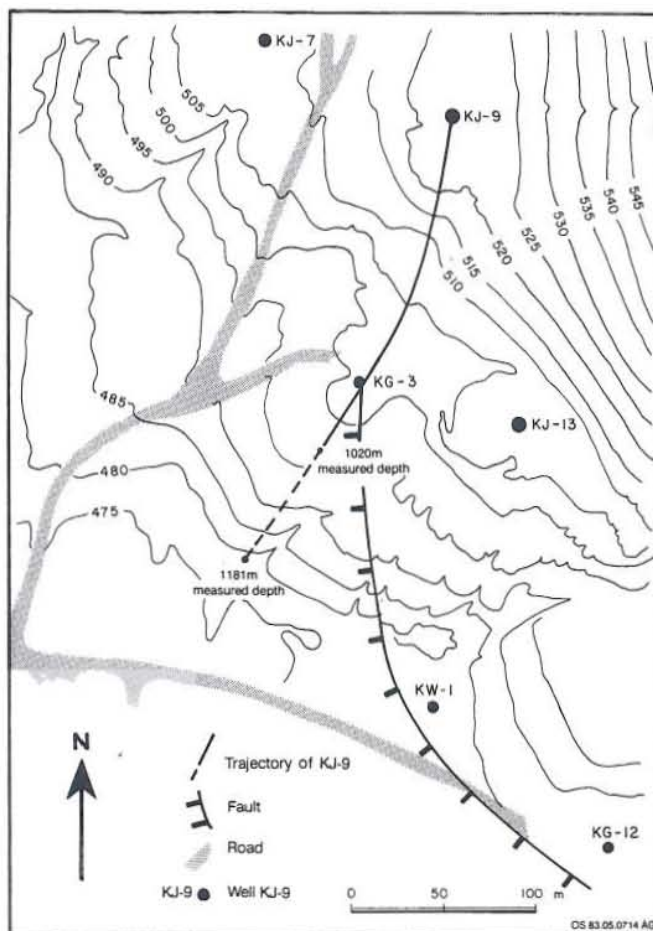 KJ-7
KJ-9
505
500
495
490
545
540
535
530
525
520
515
510
KG-3
KJ-13
485
1020m
measured depth
480
475
1181m
measured depth
KW-1
N
Trajectory of KJ-9
Fault
Road
KG-12
KJ-9 Well KJ-9
0 50 100 m
OS 83.05.0714 AG